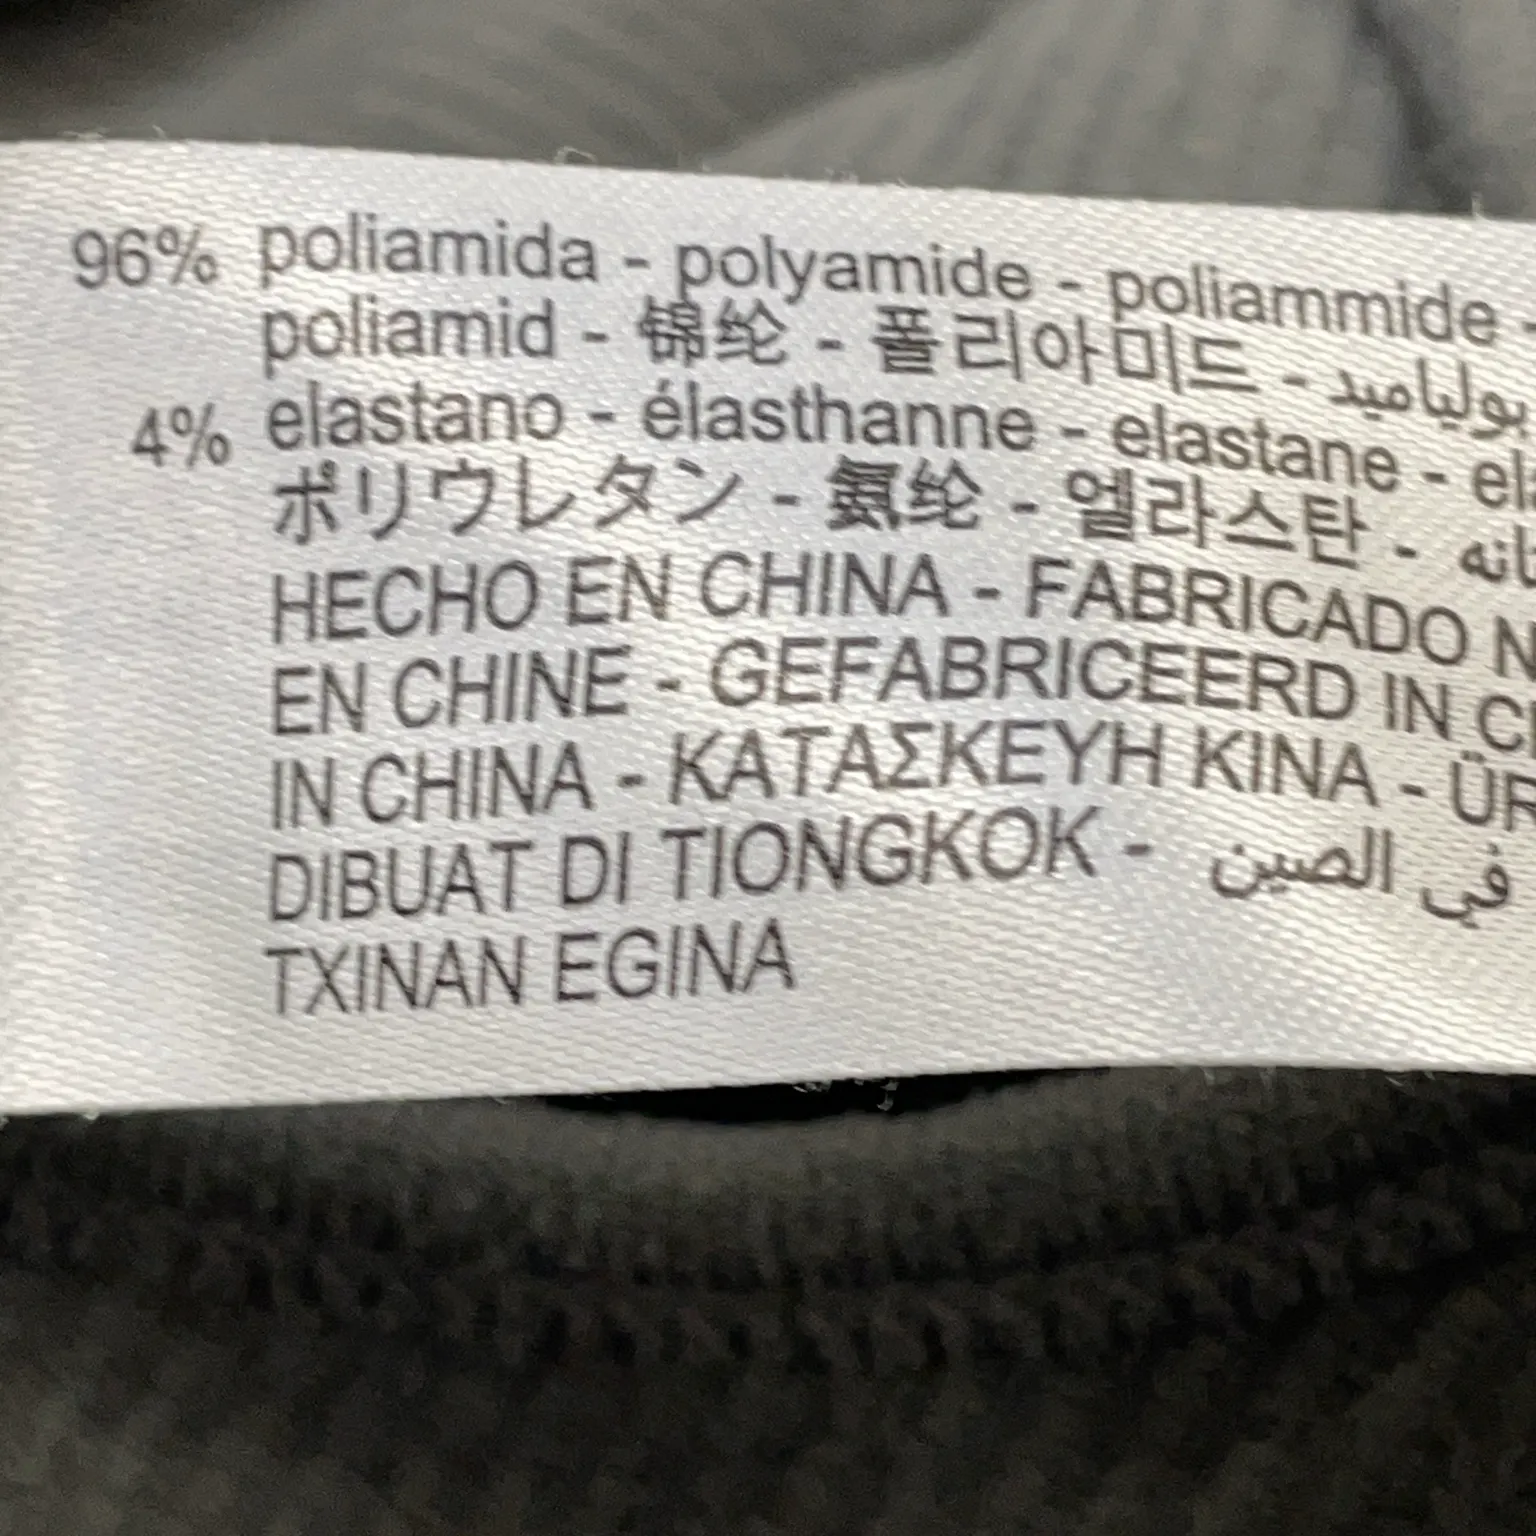 96% poliamida - polyamide - poliammide -
poliamid - 锦纶 - 폴리아미드 - بولياميد
4% elastano - élasthanne - elastane -
ポリウレタン - 氨纶 - 엘라스탄 -
HECHO EN CHINA - FABRICADO
EN CHINE - GEFABRICEERD IN
IN CHINA - ΚΑΤΑΣΚΕΥΗ ΚΙΝΑ -
DIBUAT DI TIONGKOK - في الصين
TXINAN EGINA